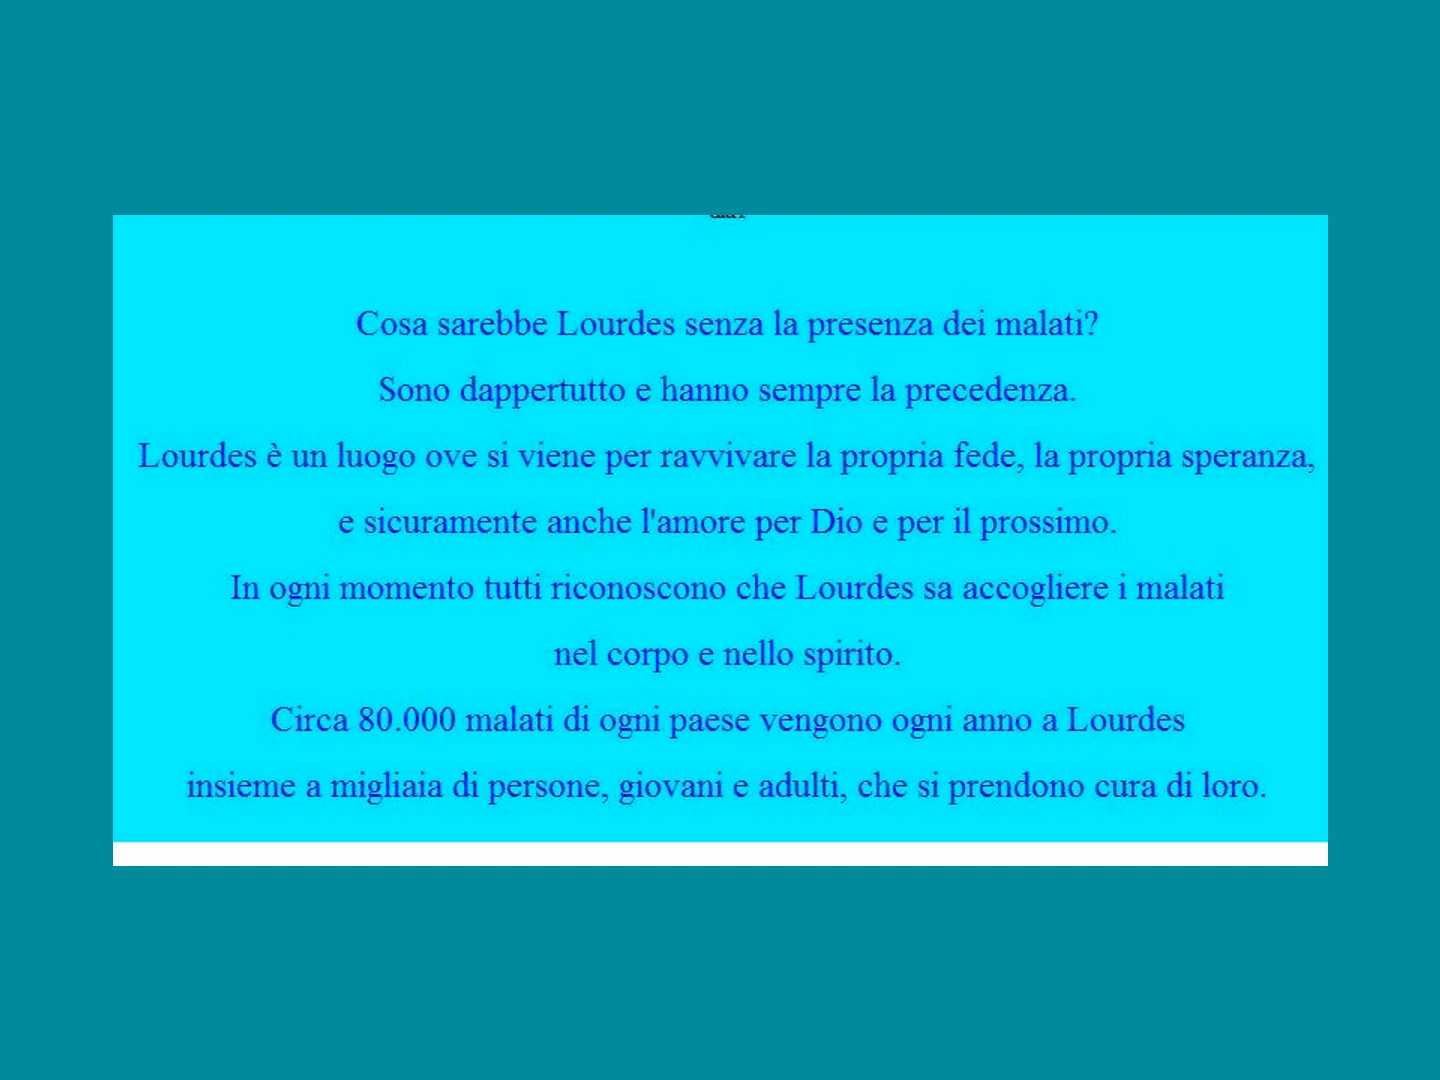 Cosa sarebbe Lourdes senza la presenza dei malati?
Sono dappertutto e hanno sempre la precedenza.
Lourdes è un luogo ove si viene per ravvivare la propria fede, la propria speranza,
e sicuramente anche l'amore per Dio e per il prossimo.
In ogni momento tutti riconoscono che Lourdes sa accogliere i malati
nel corpo e nello spirito.
Circa 80.000 malati di ogni paese vengono ogni anno a Lourdes
insieme a migliaia di persone, giovani e adulti, che si prendono cura di loro.